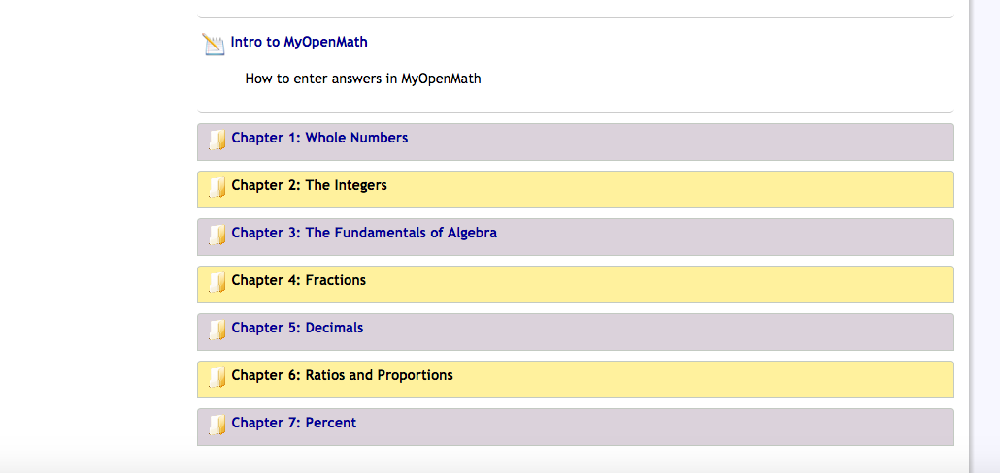 Intro to MyOpenMath
How to enter answers in MyOpenMath
Chapter 1: Whole Numbers
Chapter 2: The Integers
Chapter 3: The Fundamentals of Algebra
Chapter 4: Fractions
Chapter 5: Decimals
Chapter 6: Ratios and Proportions
Chapter 7: Percent